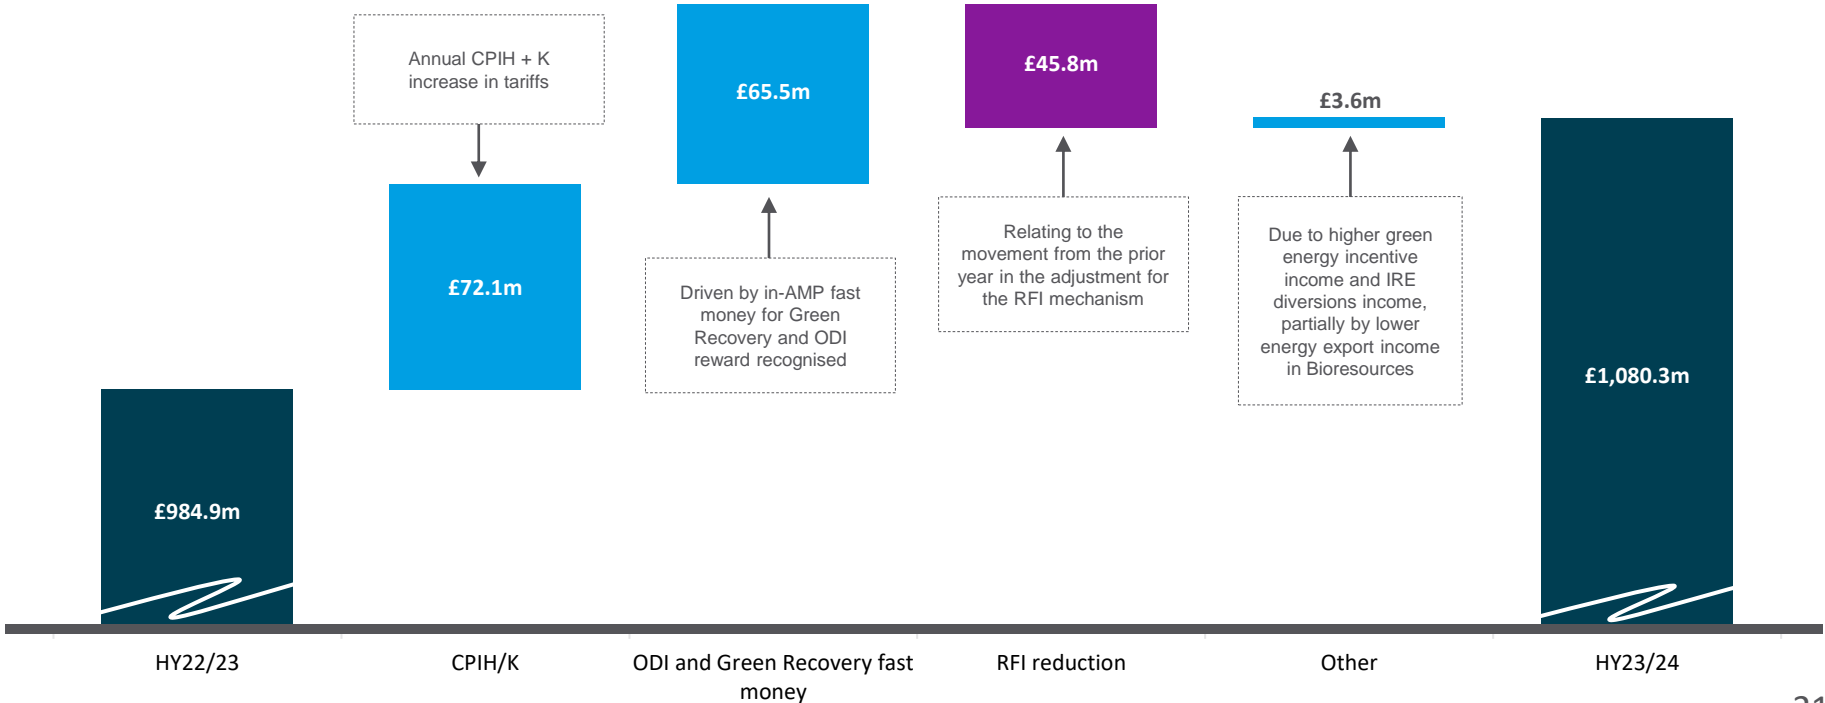 Annual CPIH + K
increase in tariffs
£65.5m
£45.8m
£3.6m
£72.1m
Driven by in-AMP fast
money for Green
Recovery and ODI
reward recognised
Relating to the
movement from the prior
year in the adjustment for
the RFI mechanism
Due to higher green
energy incentive
income and IRE
diversions income,
partially by lower
energy export income
in Bioresources
£984.9m
£1,080.3m
HY22/23
CPIH/K
ODI and Green Recovery fast
money
RFI reduction
Other
HY23/24